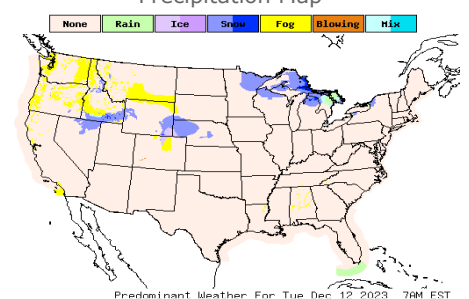 Precipitation Map
None Rain Ice Snow Fog Blowing Mix
Predominant Weather For Tue Dec 12 2023 7AM EST